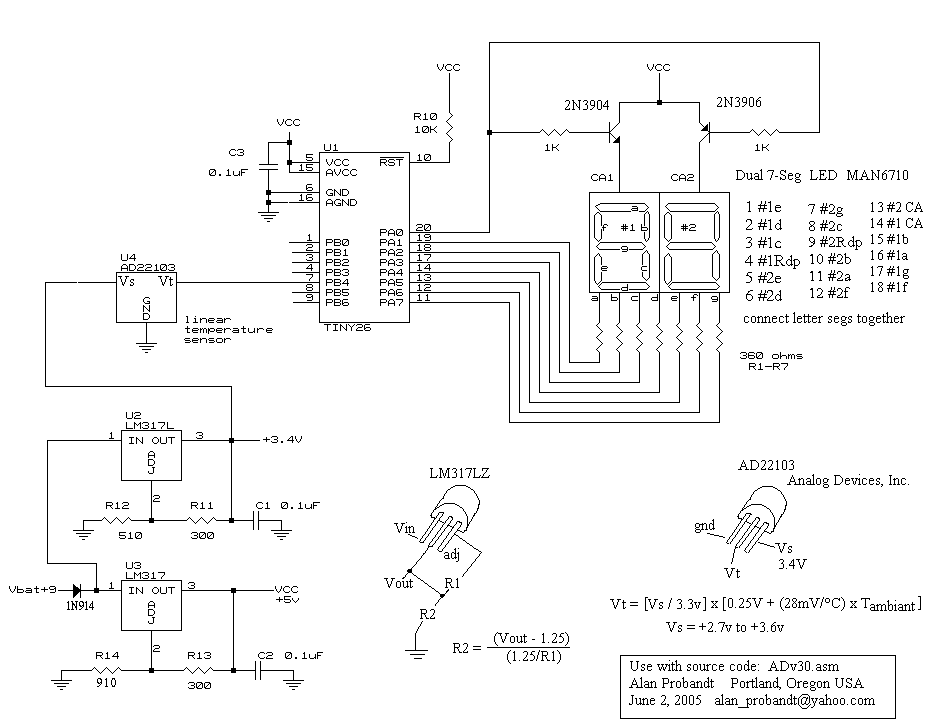 VCC
VCC
VCC
R10
10K
2N3904
2N3906
1K
1K
C3
0.1uF
U1
5 VCC
15 AVCC
6 GND
16 AGND
RST 10
1 PB0
2 PB1
3 PB2
4 PB3
7 PB4
8 PB5
9 PB6
PA0 20
PA1 19
PA2 18
PA3 17
PA4 14
PA5 13
PA6 12
PA7 11
TINY26
CA1
CA2
a
f #1 b
g
e c
d
#2
a b c d e f g
360 ohms
R1-R7
Dual 7-Seg LED MAN6710
1 #1e
2 #1d
3 #1c
4 #1Rdp
5 #2e
6 #2d
7 #2g
8 #2c
9 #2Rdp
10 #2b
11 #2a
12 #2f
13 #2 CA
14 #1 CA
15 #1b
16 #1a
17 #1g
18 #1f
connect letter segs together
U4
AD22103
Vs Vt
GND
linear
temperature
sensor
U2
LM317L
1 IN OUT 3
ADJ
2
+3.4V
R12
510
R11
300
C1 0.1uF
U3
LM317
Vbat+9
1N914
1 IN OUT 3
ADJ
2
VCC
+5v
R14
910
R13
300
C2 0.1uF
LM317LZ
Vin
adj
Vout
R1
R2
R2 = (Vout - 1.25)
(1.25/R1)
AD22103
Analog Devices, Inc.
gnd
Vs
3.4V
Vt
Vt = [Vs / 3.3v] x [0.25V + (28mV/°C) x Tambiant]
Vs = +2.7v to +3.6v
Use with source code: ADv30.asm
Alan Probandt Portland, Oregon USA
June 2, 2005 alan_probandt@yahoo.com